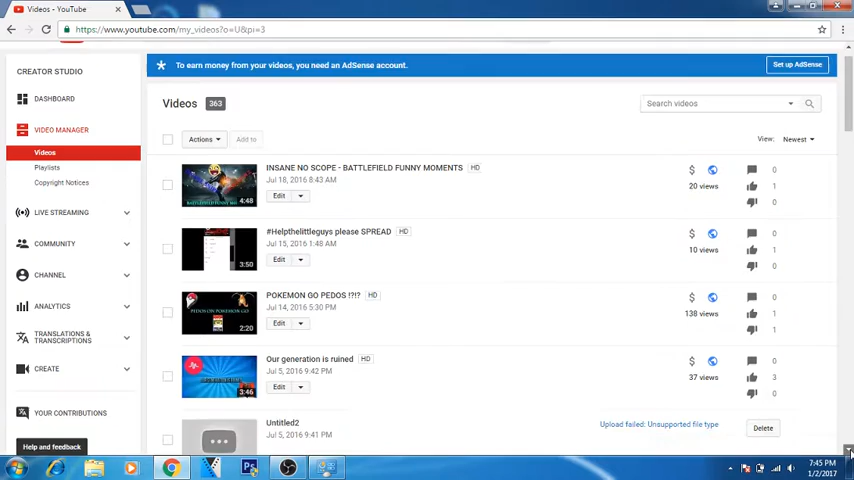 Videos - YouTube
https://www.youtube.com/my_videos?o=U&pi=3
CREATOR STUDIO
To earn money from your videos, you need an AdSense account.
Set up AdSense
DASHBOARD
VIDEO MANAGER
Videos
Playlists
Copyright Notices
LIVE STREAMING
COMMUNITY
CHANNEL
ANALYTICS
TRANSLATIONS &
TRANSCRIPTIONS
CREATE
YOUR CONTRIBUTIONS
Help and feedback
Videos 363
Search videos
Actions
Add to
View: Newest
INSANE NO SCOPE - BATTLEFIELD FUNNY MOMENTS HD
Jul 18, 2016 8:43 AM
Edit
4:48
$ 0
20 views 1
0
#Helpthelittleguys please SPREAD HD
Jul 15, 2016 1:48 AM
Edit
3:50
$ 0
10 views 1
0
POKEMON GO PEDOS !?!? HD
Jul 14, 2016 5:30 PM
Edit
PEDOS ON POKEMON GO
2:20
$ 0
138 views 1
1
Our generation is ruined HD
Jul 5, 2016 9:42 PM
Edit
3:46
$ 0
37 views 3
0
Untitled2
Jul 5, 2016 9:41 PM
Upload failed: Unsupported file type
Delete
Ps
7:45 PM
1/2/2017